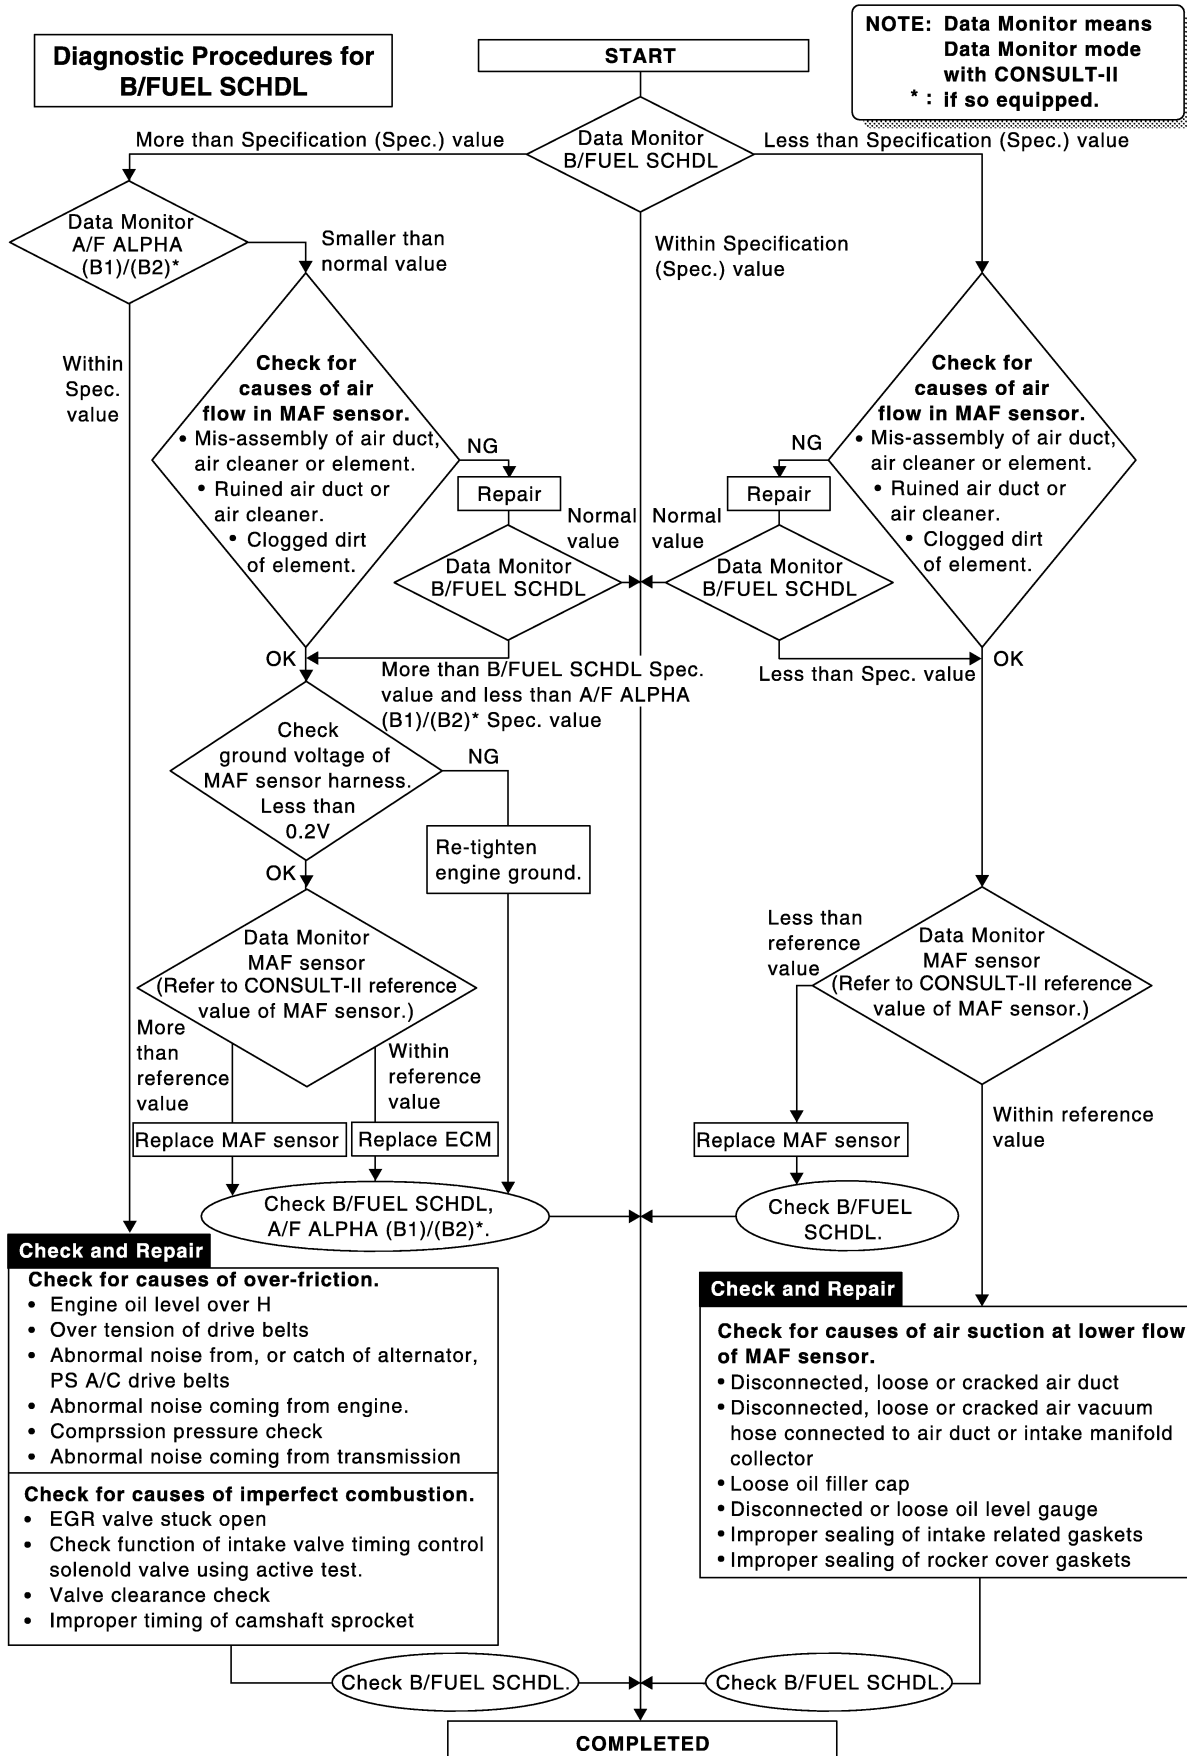 Diagnostic Procedures for
B/FUEL SCHDL
START
NOTE: Data Monitor means
Data Monitor mode
with CONSULT-II
* : if so equipped.
More than Specification (Spec.) value
Data Monitor
B/FUEL SCHDL
Less than Specification (Spec.) value
Data Monitor
A/F ALPHA
(B1)/(B2)*
Smaller than
normal value
Within Specification
(Spec.) value
Within
Spec.
value
Check for
causes of air
flow in MAF sensor.
• Mis-assembly of air duct,
air cleaner or element.
• Ruined air duct or
air cleaner.
• Clogged dirt
of element.
NG
Repair
Normal
value
Data Monitor
B/FUEL SCHDL
NG
Repair
Normal
value
Data Monitor
B/FUEL SCHDL
Check for
causes of air
flow in MAF sensor.
• Mis-assembly of air duct,
air cleaner or element.
• Ruined air duct or
air cleaner.
• Clogged dirt
of element.
OK
More than B/FUEL SCHDL Spec.
value and less than A/F ALPHA
(B1)/(B2)* Spec. value
Less than Spec. value
OK
Check
ground voltage of
MAF sensor harness.
Less than
0.2V
NG
Re-tighten
engine ground.
OK
Data Monitor
MAF sensor
(Refer to CONSULT-II reference
value of MAF sensor.)
Less than
reference
value
Data Monitor
MAF sensor
(Refer to CONSULT-II reference
value of MAF sensor.)
More
than
reference
value
Within
reference
value
Within reference
value
Replace MAF sensor
Replace ECM
Replace MAF sensor
Check B/FUEL SCHDL,
A/F ALPHA (B1)/(B2)*.
Check B/FUEL
SCHDL.
Check and Repair
Check for causes of over-friction.
• Engine oil level over H
• Over tension of drive belts
• Abnormal noise from, or catch of alternator,
PS A/C drive belts
• Abnormal noise coming from engine.
• Comprssion pressure check
• Abnormal noise coming from transmission
Check for causes of imperfect combustion.
• EGR valve stuck open
• Check function of intake valve timing control
solenold valve using active test.
• Valve clearance check
• Improper timing of camshaft sprocket
Check and Repair
Check for causes of air suction at lower flow
of MAF sensor.
• Disconnected, loose or cracked air duct
• Disconnected, loose or cracked air vacuum
hose connected to air duct or intake manifold
collector
• Loose oil filler cap
• Disconnected or loose oil level gauge
• Improper sealing of intake related gaskets
• Improper sealing of rocker cover gaskets
Check B/FUEL SCHDL.
Check B/FUEL SCHDL.
COMPLETED